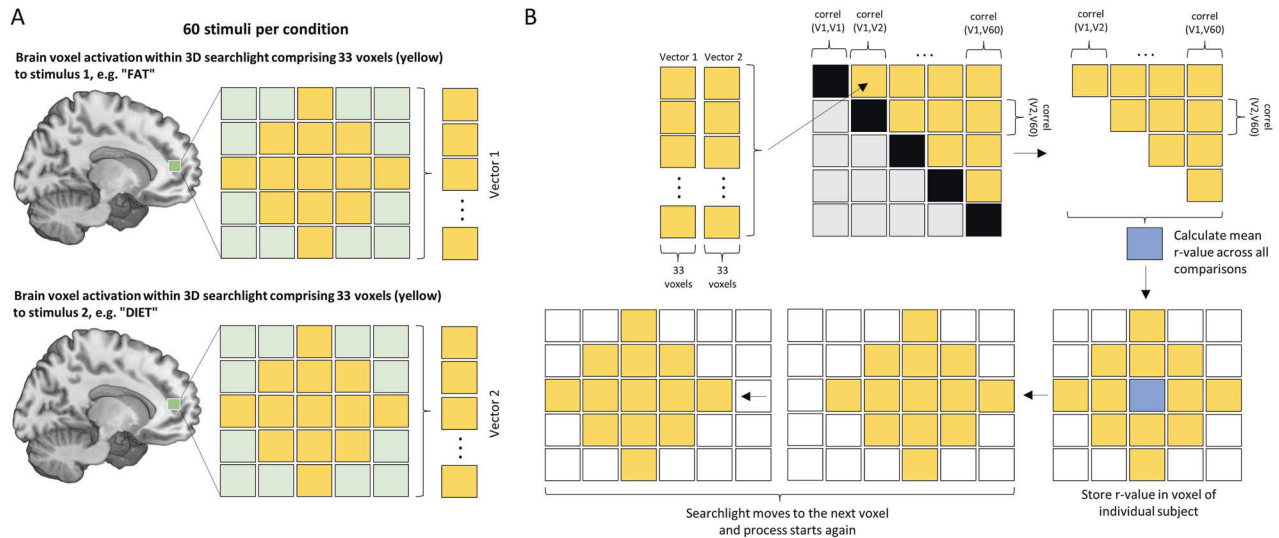 A
60 stimuli per condition
Brain voxel activation within 3D searchlight comprising 33 voxels (yellow)
to stimulus 1, e.g. "FAT"
Vector 1
Brain voxel activation within 3D searchlight comprising 33 voxels (yellow)
to stimulus 2, e.g. "DIET"
Vector 2
B
Vector 1
Vector 2
33
voxels
33
voxels
correl
(V1,V1)
correl
(V1,V2)
...
correl
(V1,V60)
correl
(V2,V60)
correl
(V1,V2)
...
correl
(V1,V60)
correl
(V2,V60)
Calculate mean
r-value across all
comparisons
Searchlight moves to the next voxel
and process starts again
Store r-value in voxel of
individual subject